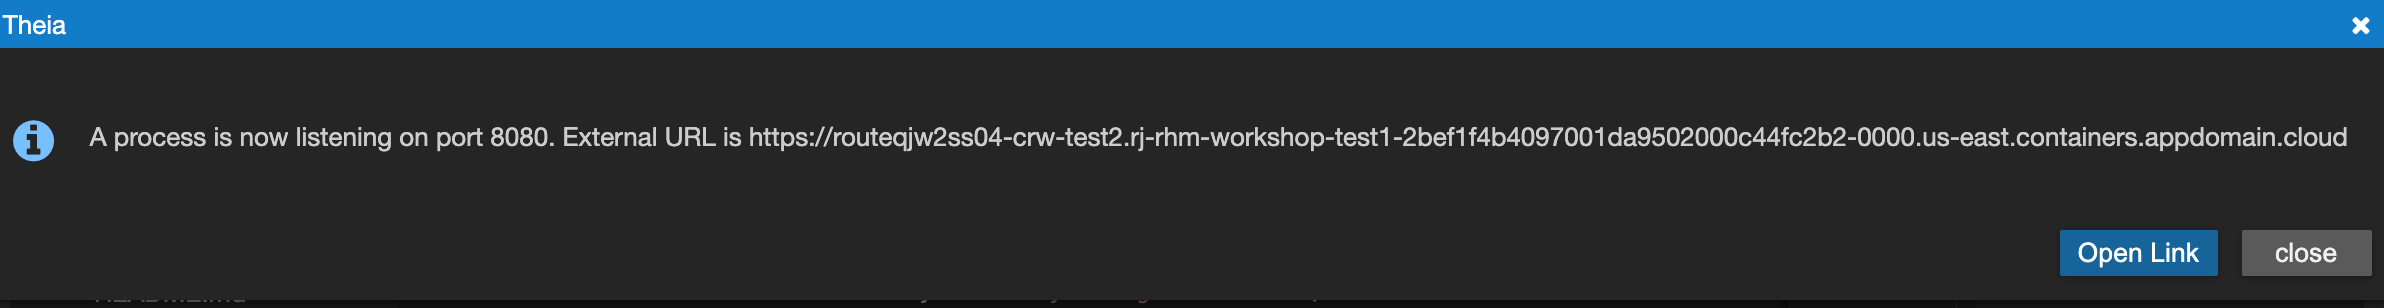 Theia
A process is now listening on port 8080. External URL is https://routeqjw2ss04-crw-test2.rj-rhm-workshop-test1-2bef1f4b4097001da9502000c44fc2b2-0000.us-east.containers.appdomain.cloud
Open Link
close